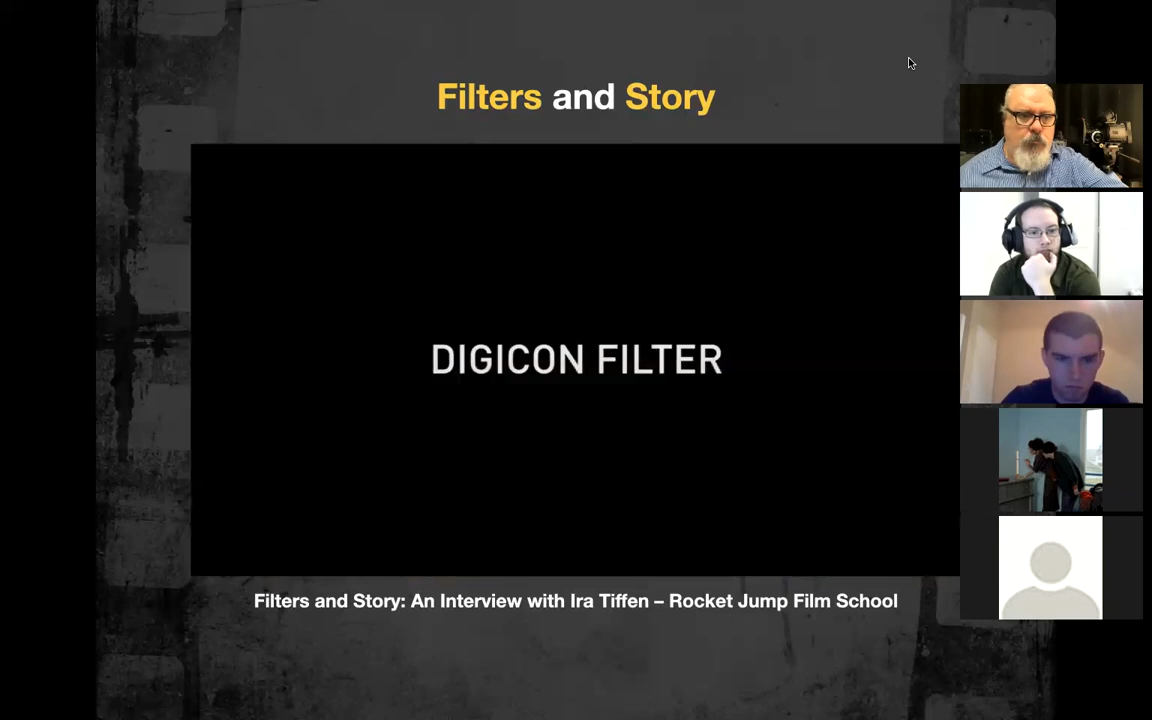 Filters and Story
DIGICON FILTER
Filters and Story: An Interview with Ira Tiffen – Rocket Jump Film School